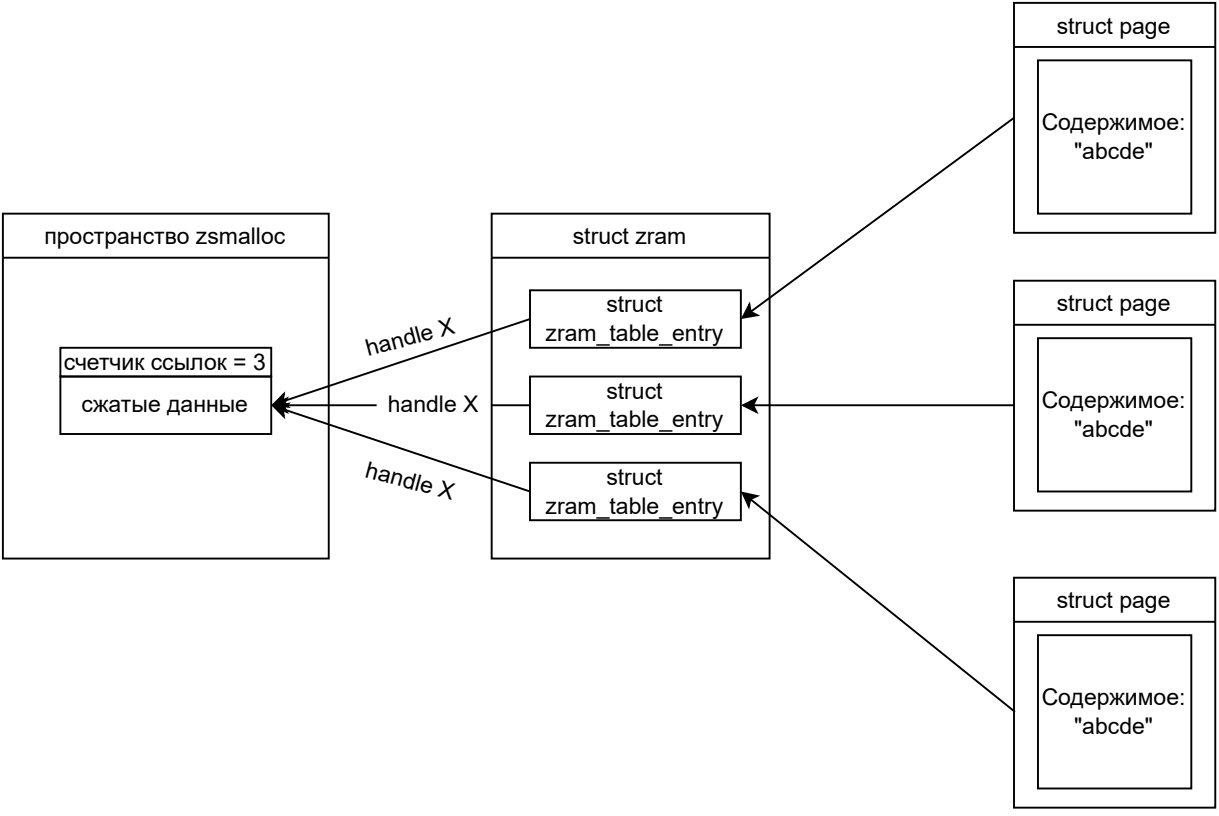 пространство zsmalloc
счетчик ссылок = 3
сжатые данные
handle X
handle X
handle X
struct zram
struct
zram_table_entry
struct
zram_table_entry
struct
zram_table_entry
struct page
Содержимое:
"abcde"
struct page
Содержимое:
"abcde"
struct page
Содержимое:
"abcde"